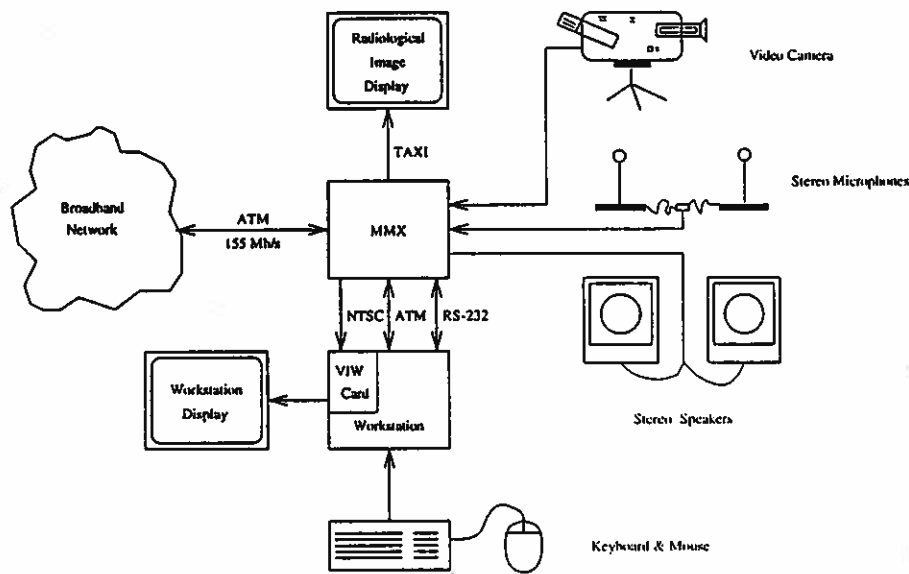 Radiological
Image
Display
Video Camera
TAXI
Stereo Microphones
Broadband
Network
ATM
155 Mb/s
MMX
NTSC
ATM
RS-232
VIW
Card
Workstation
Workstation
Display
Stereo Speakers
Keyboard & Mouse